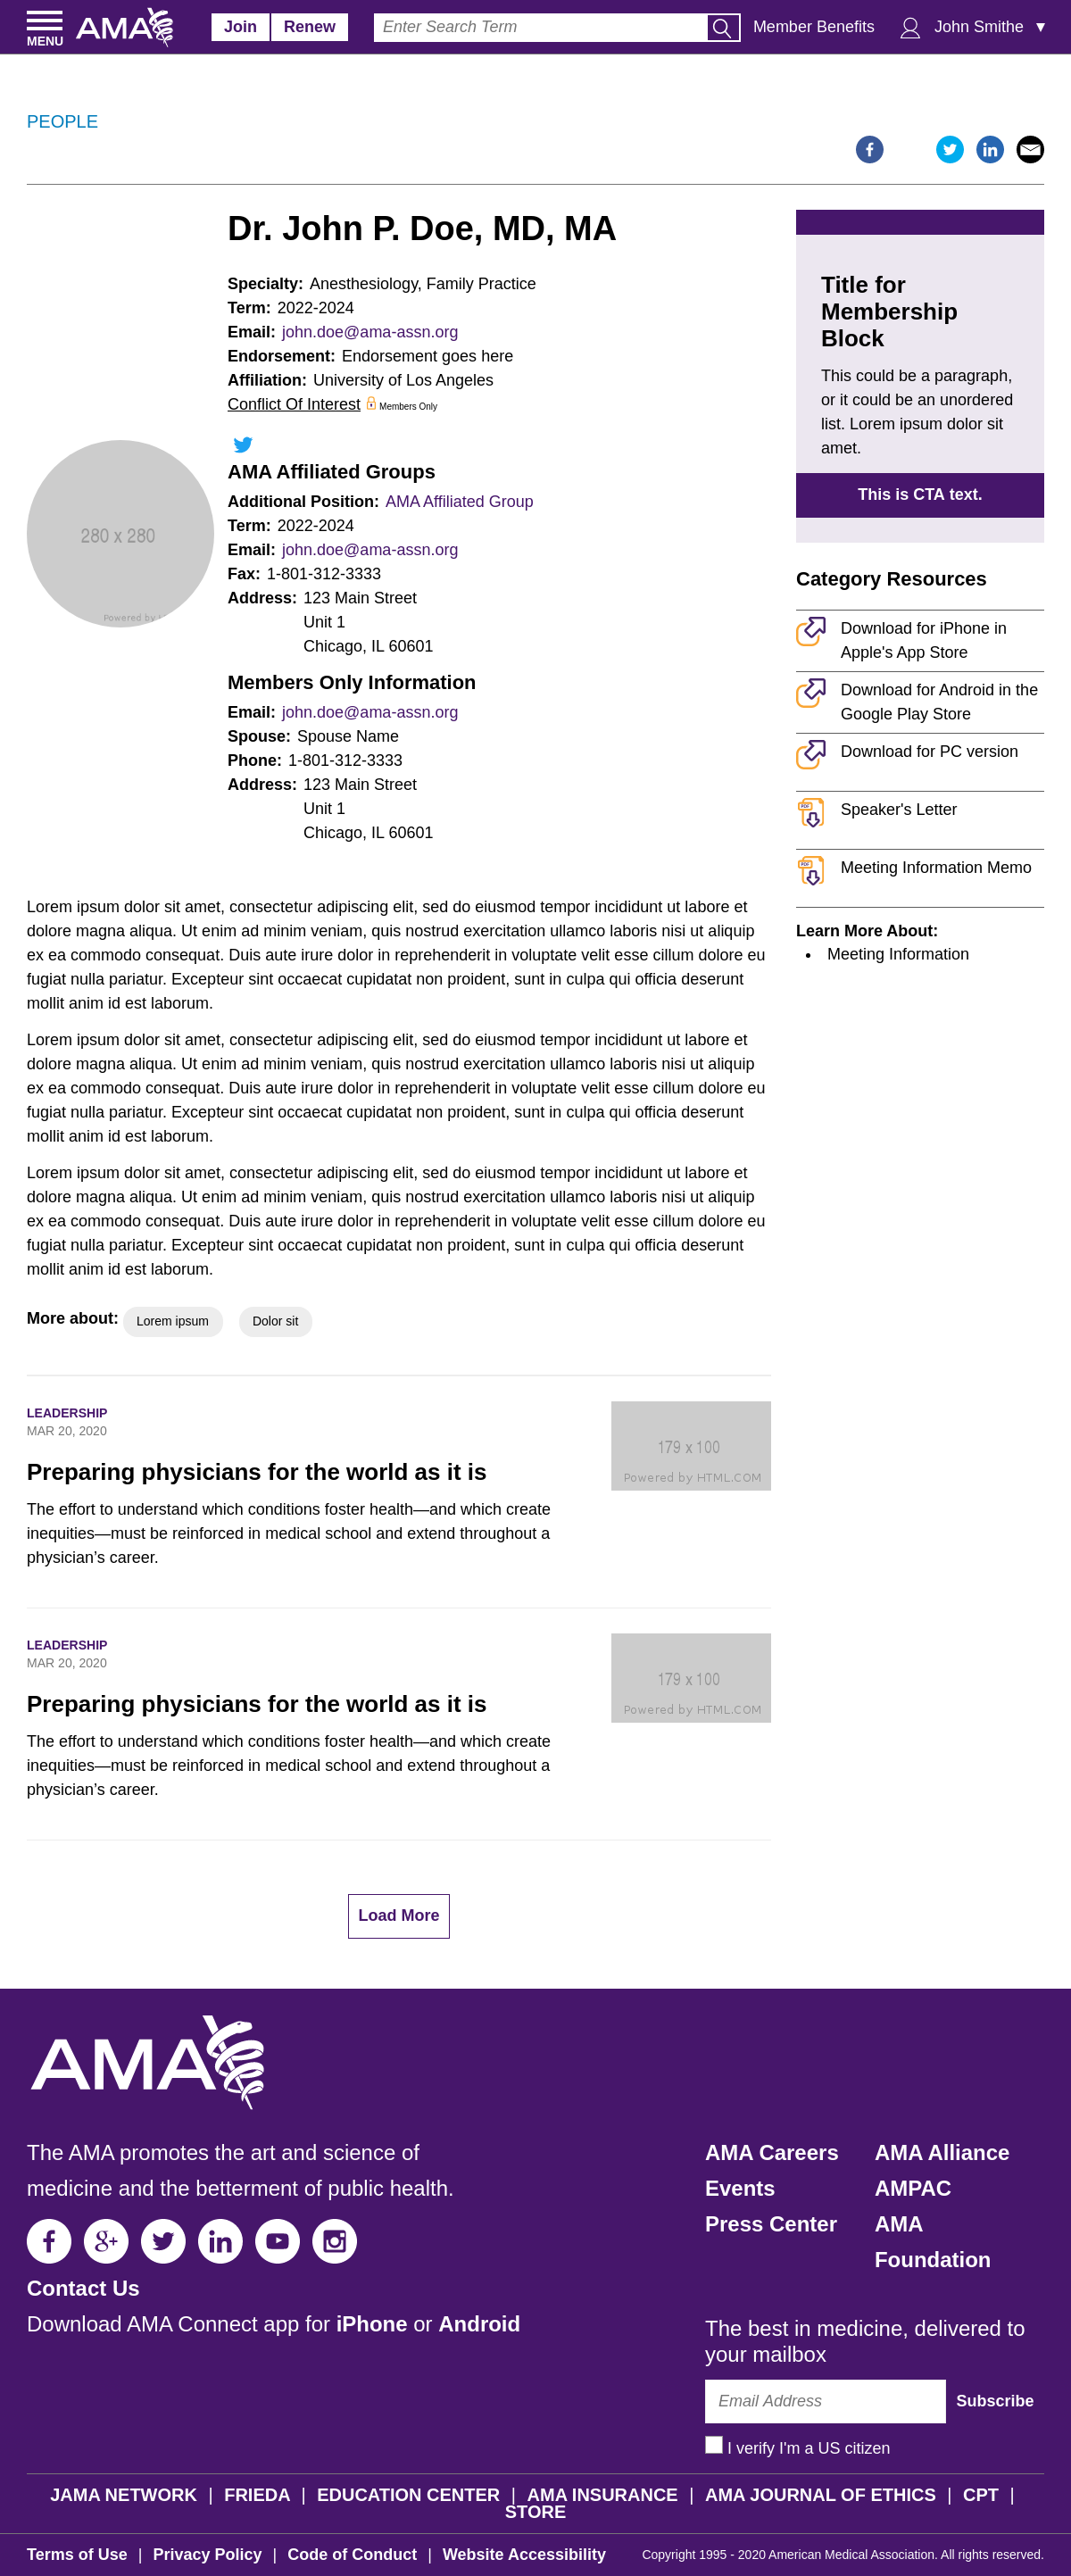 MENU AMA Join Renew Enter Search Term Member Benefits John Smithe ▼
PEOPLE
Dr. John P. Doe, MD, MA
Specialty: Anesthesiology, Family Practice
Term: 2022-2024
Email: john.doe@ama-assn.org
Endorsement: Endorsement goes here
Affiliation: University of Los Angeles
Conflict Of Interest Members Only
280 x 280
Powered by
AMA Affiliated Groups
Additional Position: AMA Affiliated Group
Term: 2022-2024
Email: john.doe@ama-assn.org
Fax: 1-801-312-3333
Address: 123 Main Street
Unit 1
Chicago, IL 60601
Members Only Information
Email: john.doe@ama-assn.org
Spouse: Spouse Name
Phone: 1-801-312-3333
Address: 123 Main Street
Unit 1
Chicago, IL 60601
Title for
Membership
Block
This could be a paragraph,
or it could be an unordered
list. Lorem ipsum dolor sit
amet.
This is CTA text.
Category Resources
Download for iPhone in
Apple's App Store
Download for Android in the
Google Play Store
Download for PC version
PDF Speaker's Letter
PDF Meeting Information Memo
Learn More About:
• Meeting Information
Lorem ipsum dolor sit amet, consectetur adipiscing elit, sed do eiusmod tempor incididunt ut labore et
dolore magna aliqua. Ut enim ad minim veniam, quis nostrud exercitation ullamco laboris nisi ut aliquip
ex ea commodo consequat. Duis aute irure dolor in reprehenderit in voluptate velit esse cillum dolore eu
fugiat nulla pariatur. Excepteur sint occaecat cupidatat non proident, sunt in culpa qui officia deserunt
mollit anim id est laborum.
Lorem ipsum dolor sit amet, consectetur adipiscing elit, sed do eiusmod tempor incididunt ut labore et
dolore magna aliqua. Ut enim ad minim veniam, quis nostrud exercitation ullamco laboris nisi ut aliquip
ex ea commodo consequat. Duis aute irure dolor in reprehenderit in voluptate velit esse cillum dolore eu
fugiat nulla pariatur. Excepteur sint occaecat cupidatat non proident, sunt in culpa qui officia deserunt
mollit anim id est laborum.
Lorem ipsum dolor sit amet, consectetur adipiscing elit, sed do eiusmod tempor incididunt ut labore et
dolore magna aliqua. Ut enim ad minim veniam, quis nostrud exercitation ullamco laboris nisi ut aliquip
ex ea commodo consequat. Duis aute irure dolor in reprehenderit in voluptate velit esse cillum dolore eu
fugiat nulla pariatur. Excepteur sint occaecat cupidatat non proident, sunt in culpa qui officia deserunt
mollit anim id est laborum.
More about: Lorem ipsum Dolor sit
LEADERSHIP
MAR 20, 2020
Preparing physicians for the world as it is
The effort to understand which conditions foster health—and which create
inequities—must be reinforced in medical school and extend throughout a
physician’s career.
179 x 100
Powered by HTML.COM
LEADERSHIP
MAR 20, 2020
Preparing physicians for the world as it is
The effort to understand which conditions foster health—and which create
inequities—must be reinforced in medical school and extend throughout a
physician’s career.
179 x 100
Powered by HTML.COM
Load More
AMA
The AMA promotes the art and science of
medicine and the betterment of public health.
Contact Us
Download AMA Connect app for iPhone or Android
AMA Careers
Events
Press Center
AMA Alliance
AMPAC
AMA
Foundation
The best in medicine, delivered to
your mailbox
Email Address Subscribe
I verify I'm a US citizen
JAMA NETWORK | FRIEDA | EDUCATION CENTER | AMA INSURANCE | AMA JOURNAL OF ETHICS | CPT |
STORE
Terms of Use | Privacy Policy | Code of Conduct | Website Accessibility Copyright 1995 - 2020 American Medical Association. All rights reserved.